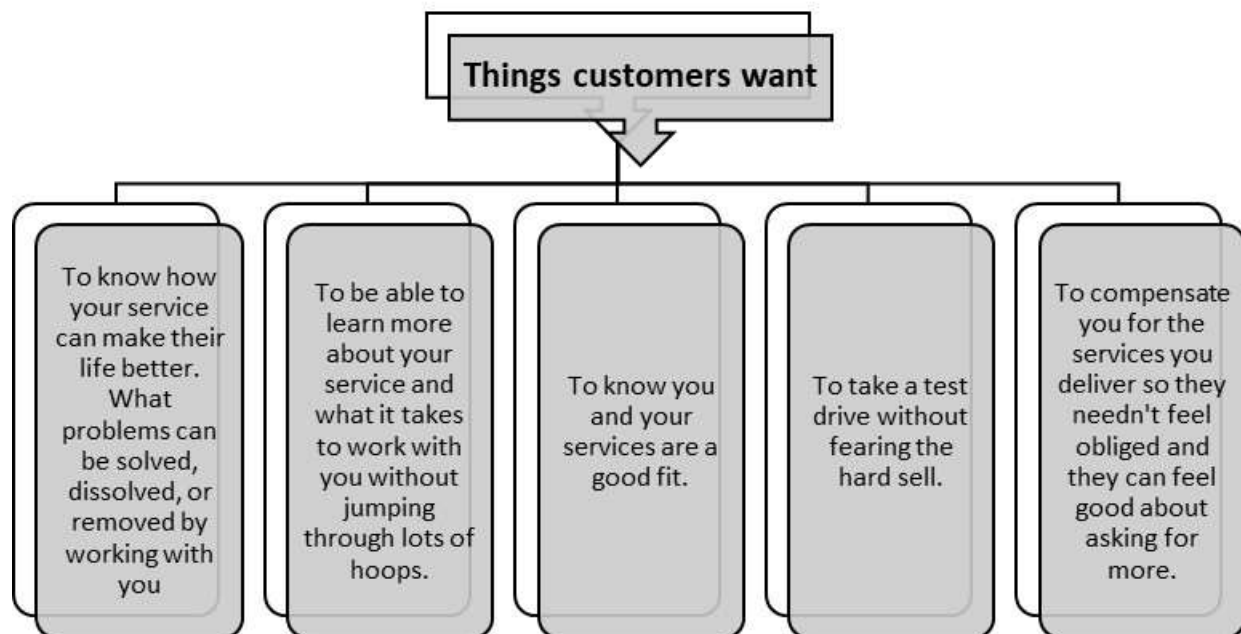 Things customers want
To know how
your service
can make their
life better.
What
problems can
be solved,
dissolved, or
removed by
working with
you
To be able to
learn more
about your
service and
what it takes
to work with
you without
jumping
through lots of
hoops.
To know you
and your
services are a
good fit.
To take a test
drive without
fearing the
hard sell.
To compensate
you for the
services you
deliver so they
needn't feel
obliged and
they can feel
good about
asking for
more.